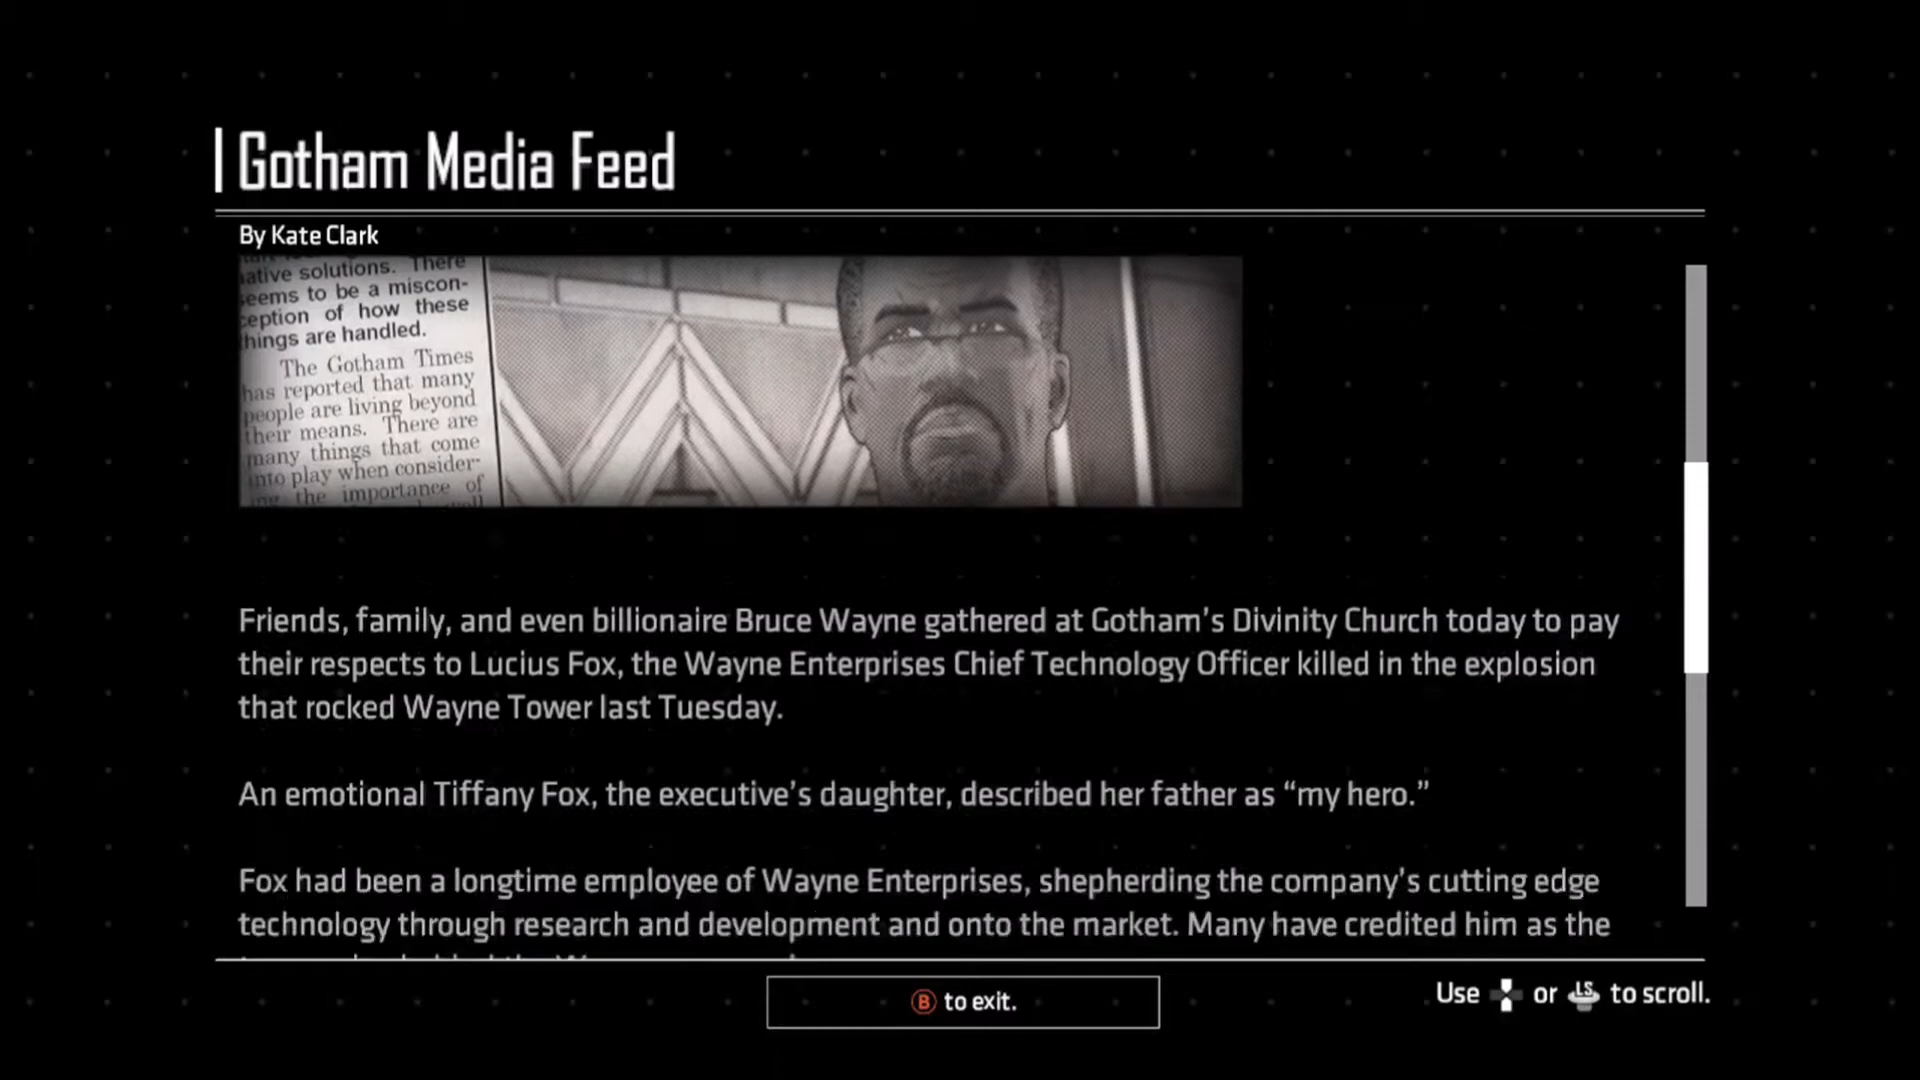 Gotham Media Feed
By Kate Clark
ative solutions. There
eems to be a miscon-
ception of how these
hings are handled.
The Gotham Times
has reported that many
people are living beyond
their means. There are
many things that come
into play when consider-
ing the importance of
Friends, family, and even billionaire Bruce Wayne gathered at Gotham's Divinity Church today to pay
their respects to Lucius Fox, the Wayne Enterprises Chief Technology Officer killed in the explosion
that rocked Wayne Tower last Tuesday.
An emotional Tiffany Fox, the executive's daughter, described her father as “my hero.”
Fox had been a longtime employee of Wayne Enterprises, shepherding the company's cutting edge
technology through research and development and onto the market. Many have credited him as the
B to exit.
Use or LS to scroll.